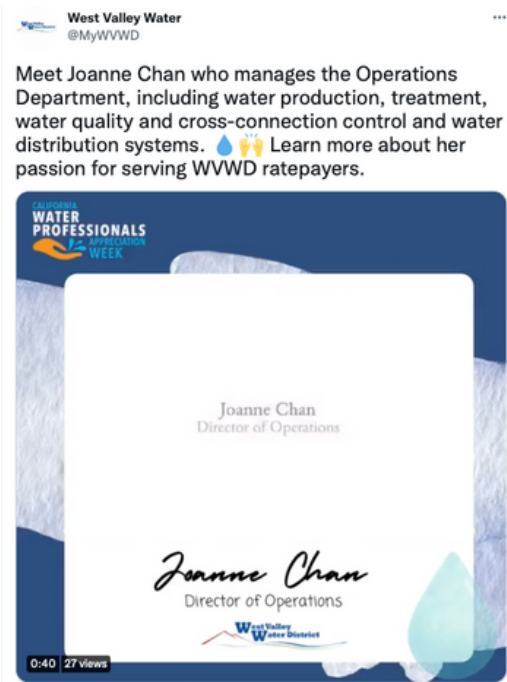 West Valley Water
@MyWVWD
Meet Joanne Chan who manages the Operations
Department, including water production, treatment,
water quality and cross-connection control and water
distribution systems. 💧🙌 Learn more about her
passion for serving WVWD ratepayers.
CALIFORNIA
WATER
PROFESSIONALS
APPRECIATION
WEEK
Joanne Chan
Director of Operations
Joanne Chan
Director of Operations
West Valley
Water District
0:40 27 views